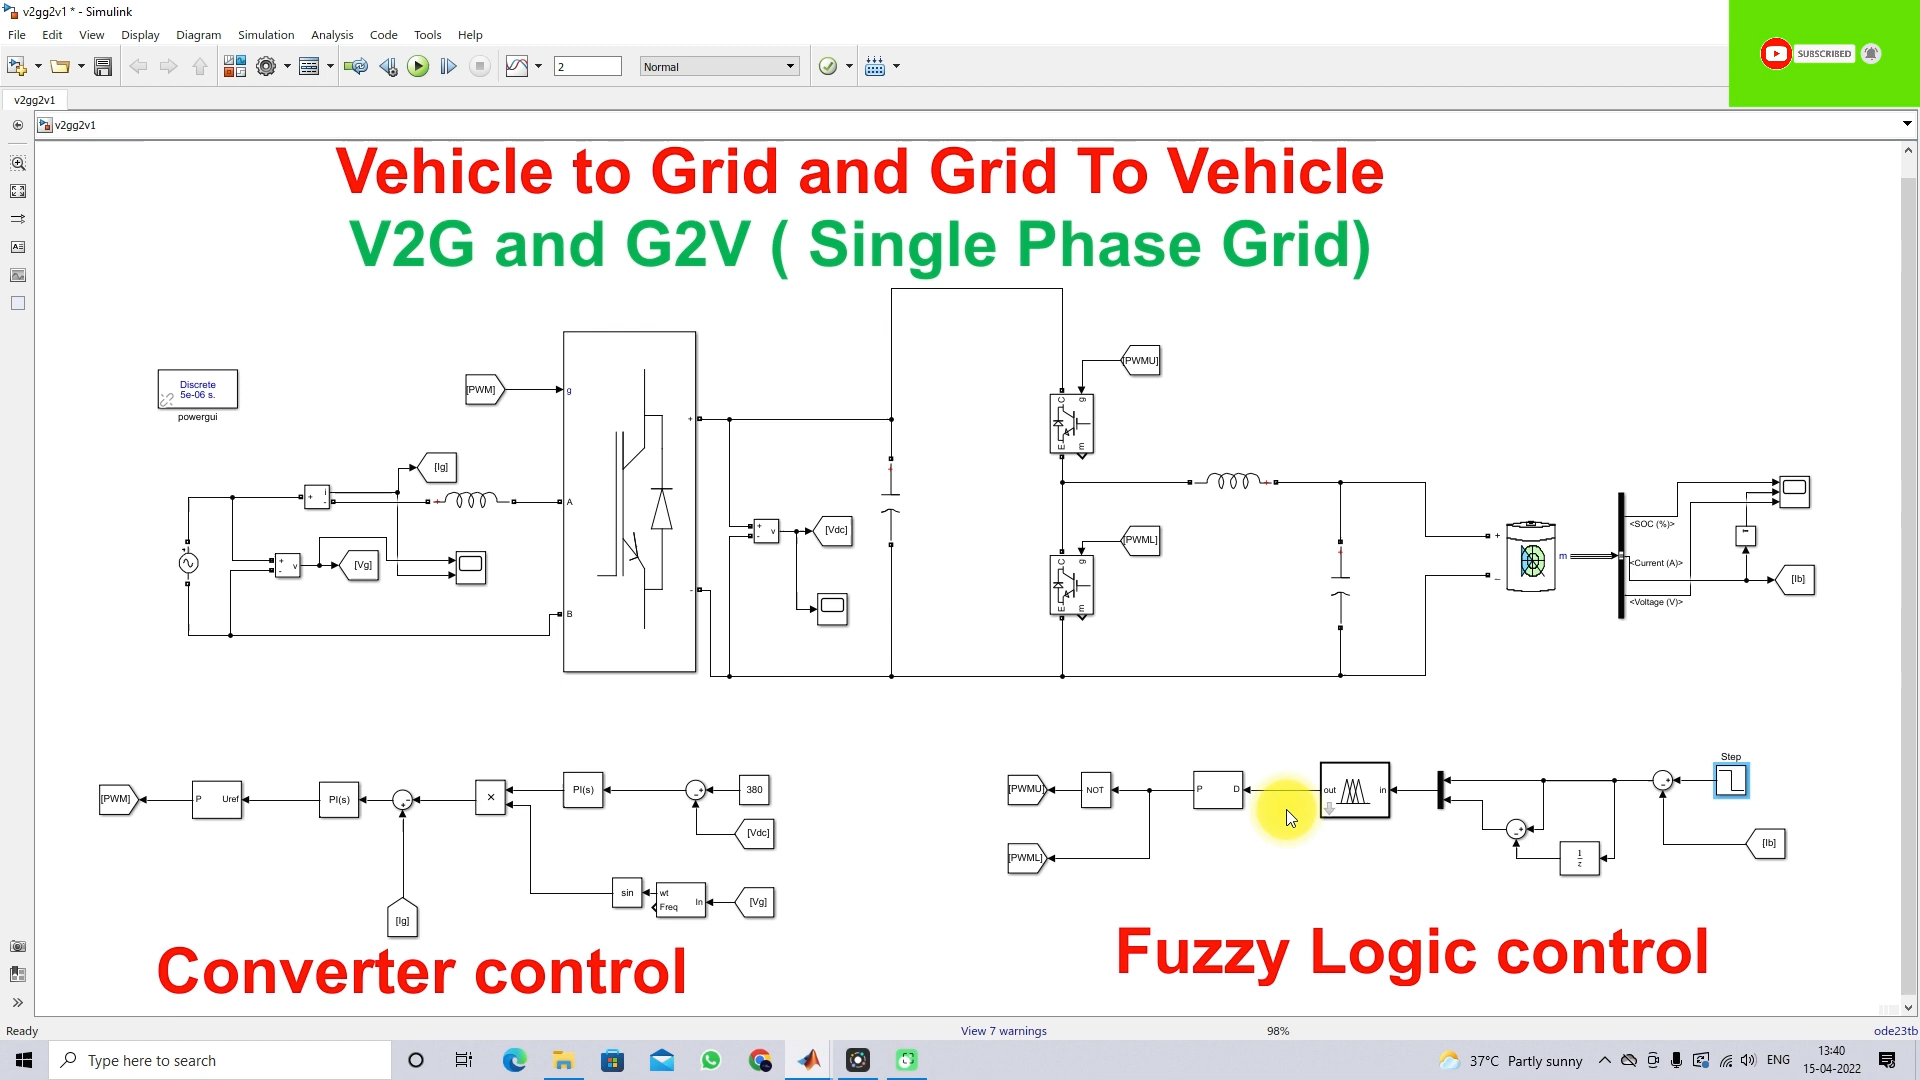 v2gg2v1 * - Simulink
File Edit View Display Diagram Simulation Analysis Code Tools Help
2 Normal
SUBSCRIBED
v2gg2v1
v2gg2v1
Vehicle to Grid and Grid To Vehicle
V2G and G2V ( Single Phase Grid)
Discrete
5e-06 s.
powergui
[PWM] g
[PWMU]
C g
E m
[Ig]
+ i -
A
[Vg]
+ - v
B
+
-
+ - v
[Vdc]
[PWML]
C g
E m
+
m
-
<SOC (%)>
<Current (A)>
<Voltage (V)>
[Ib]
[PWM] P Uref PI(s) × PI(s) 380
[Vdc]
sin wt Freq In [Vg]
[Ig]
Converter control
Step
[PWMU] NOT P D out in
[PWML]
1
z
[Ib]
Fuzzy Logic control
Ready View 7 warnings 98% ode23tb
Type here to search
37°C Partly sunny ENG 13:40
15-04-2022